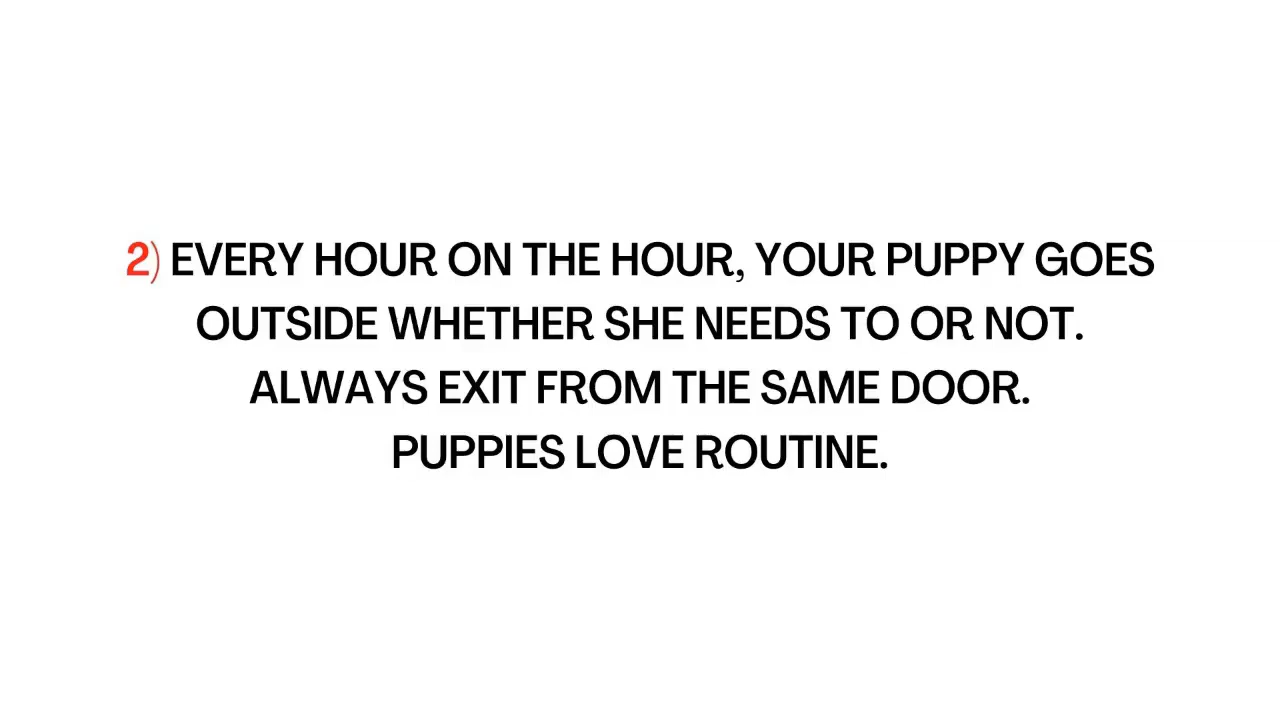 2) EVERY HOUR ON THE HOUR, YOUR PUPPY GOES
OUTSIDE WHETHER SHE NEEDS TO OR NOT.
ALWAYS EXIT FROM THE SAME DOOR.
PUPPIES LOVE ROUTINE.